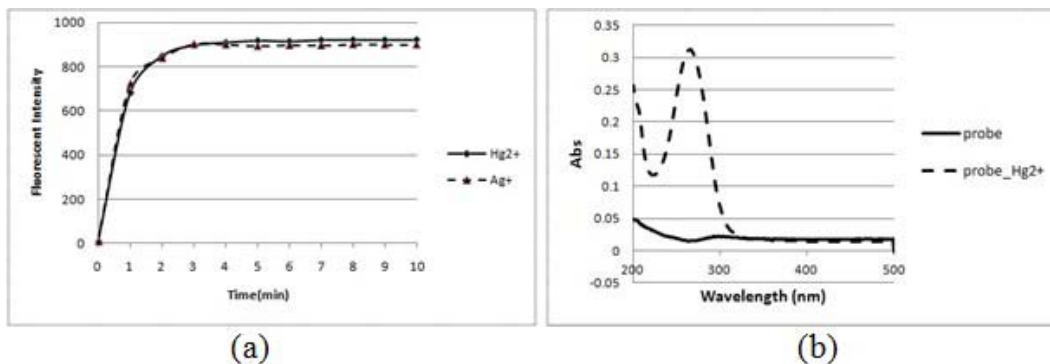 1000
800
600
400
200
0
Fluorescent Intensity
0 1 2 3 4 5 6 7 8 9 10
Time(min)
Hg2+
Ag+
(a)
0.35
0.3
0.25
0.2
0.15
0.1
0.05
0
-0.05
Abs
200 300 400 500
Wavelength (nm)
probe
probe_Hg2+
(b)